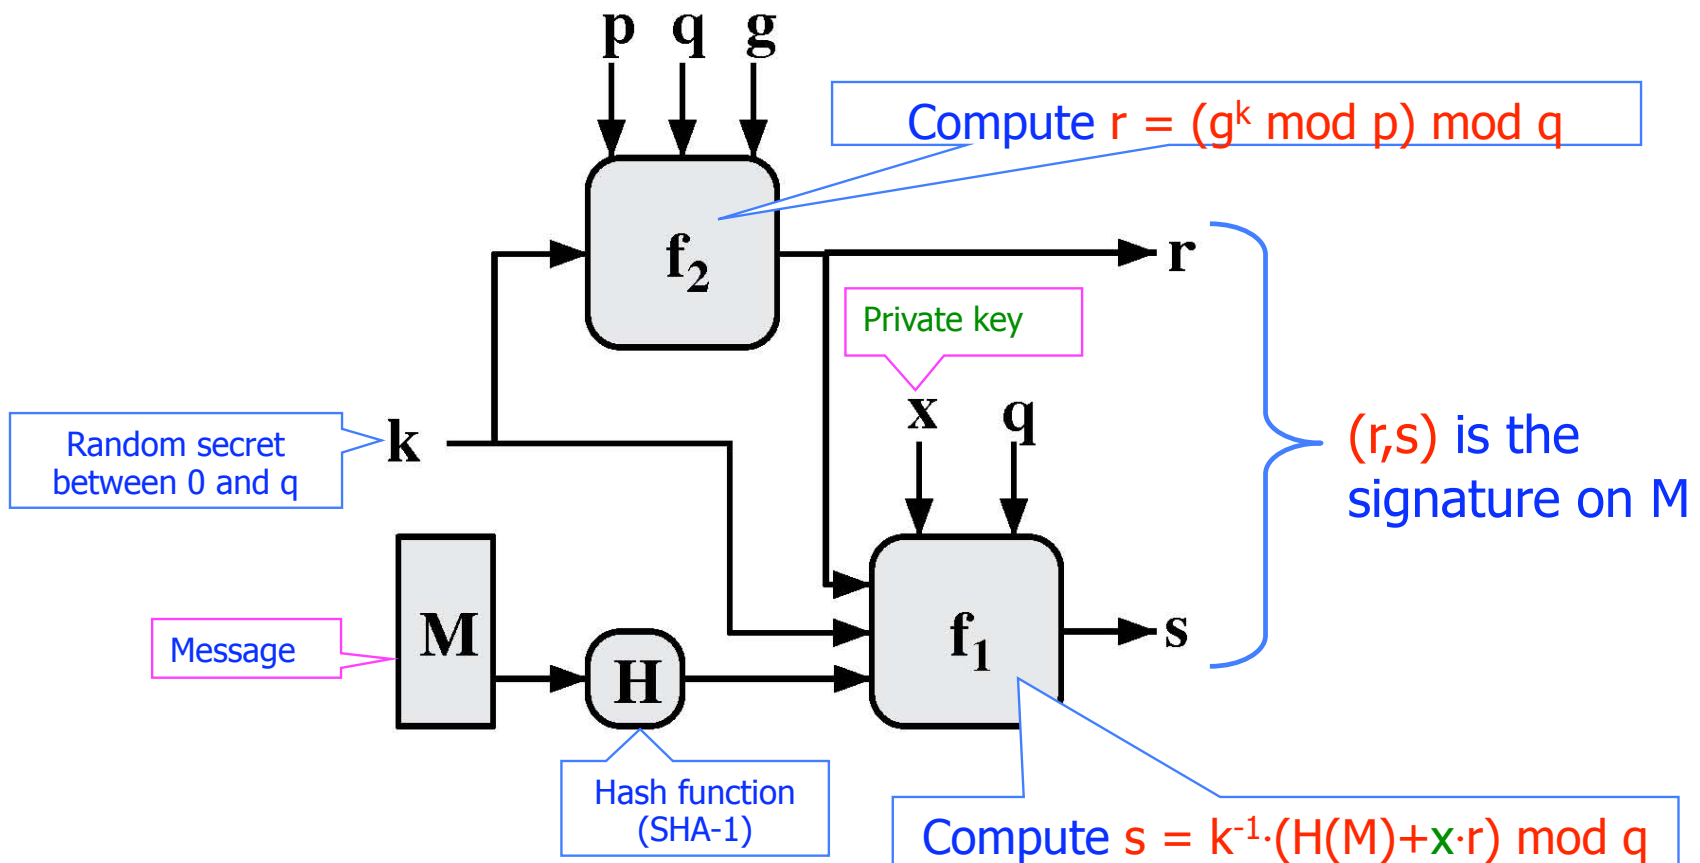 p q g
Compute r = (gᵏ mod p) mod q
f₂
r
Private key
x q
k
Random secret
between 0 and q
(r,s) is the
signature on M
M
Message
H
f₁
s
Hash function
(SHA-1)
Compute s = k⁻¹·(H(M)+x·r) mod q